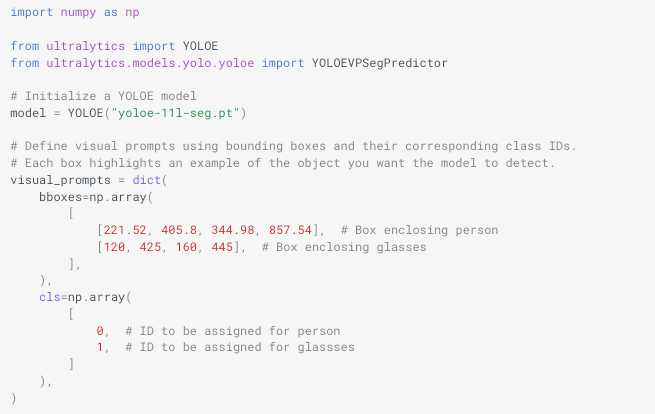 import numpy as np

from ultralytics import YOLOE
from ultralytics.models.yolo.yoloe import YOLOEVPSegPredictor

# Initialize a YOLOE model
model = YOLOE("yoloe-11l-seg.pt")

# Define visual prompts using bounding boxes and their corresponding class IDs.
# Each box highlights an example of the object you want the model to detect.
visual_prompts = dict(
    bboxes=np.array(
        [
            [221.52, 405.8, 344.98, 857.54],  # Box enclosing person
            [120, 425, 160, 445],  # Box enclosing glasses
        ],
    ),
    cls=np.array(
        [
            0,  # ID to be assigned for person
            1,  # ID to be assigned for glassses
        ]
    ),
)